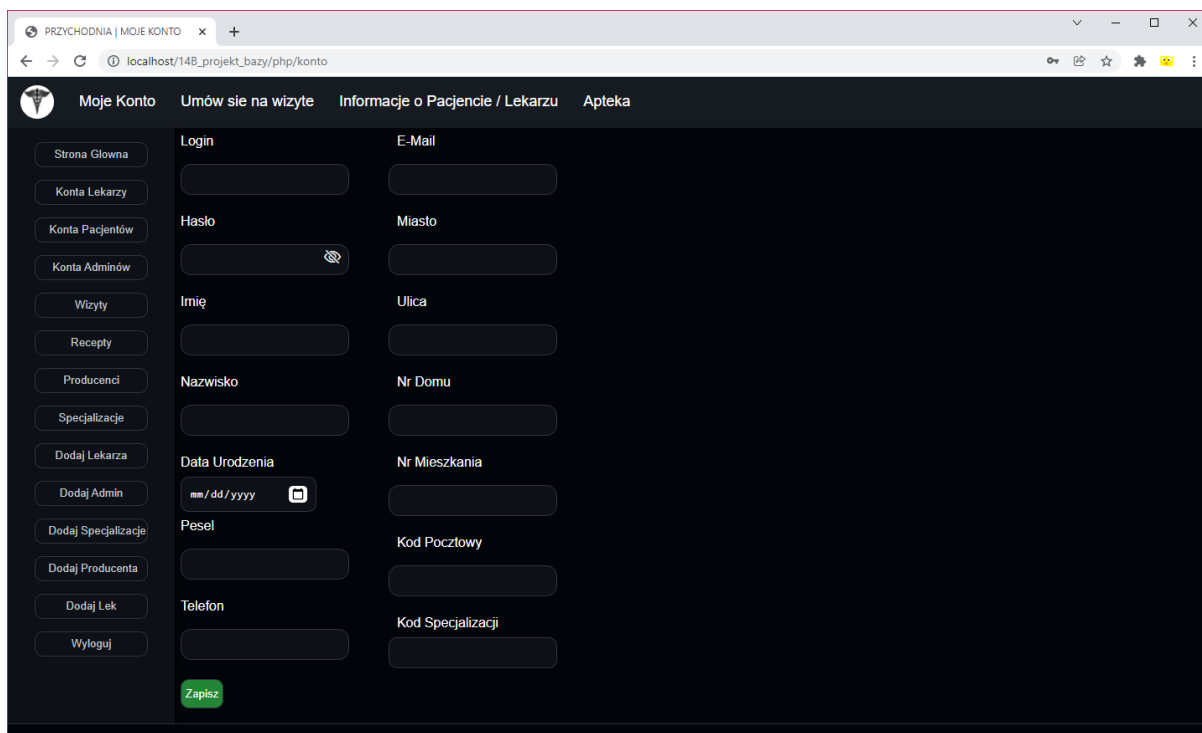 PRZYCHODNIA | MOJE KONTO
localhost/14B_projekt_bazy/php/konto
Moje Konto Umów sie na wizyte Informacje o Pacjencie / Lekarzu Apteka
Strona Glowna
Konta Lekarzy
Konta Pacjentów
Konta Adminów
Wizyty
Recepty
Producenci
Specjalizacje
Dodaj Lekarza
Dodaj Admin
Dodaj Specjalizacje
Dodaj Producenta
Dodaj Lek
Wyloguj
Login
Hasło
Imię
Nazwisko
Data Urodzenia
mm/dd/yyyy
Pesel
Telefon
Zapisz
E-Mail
Miasto
Ulica
Nr Domu
Nr Mieszkania
Kod Pocztowy
Kod Specjalizacji